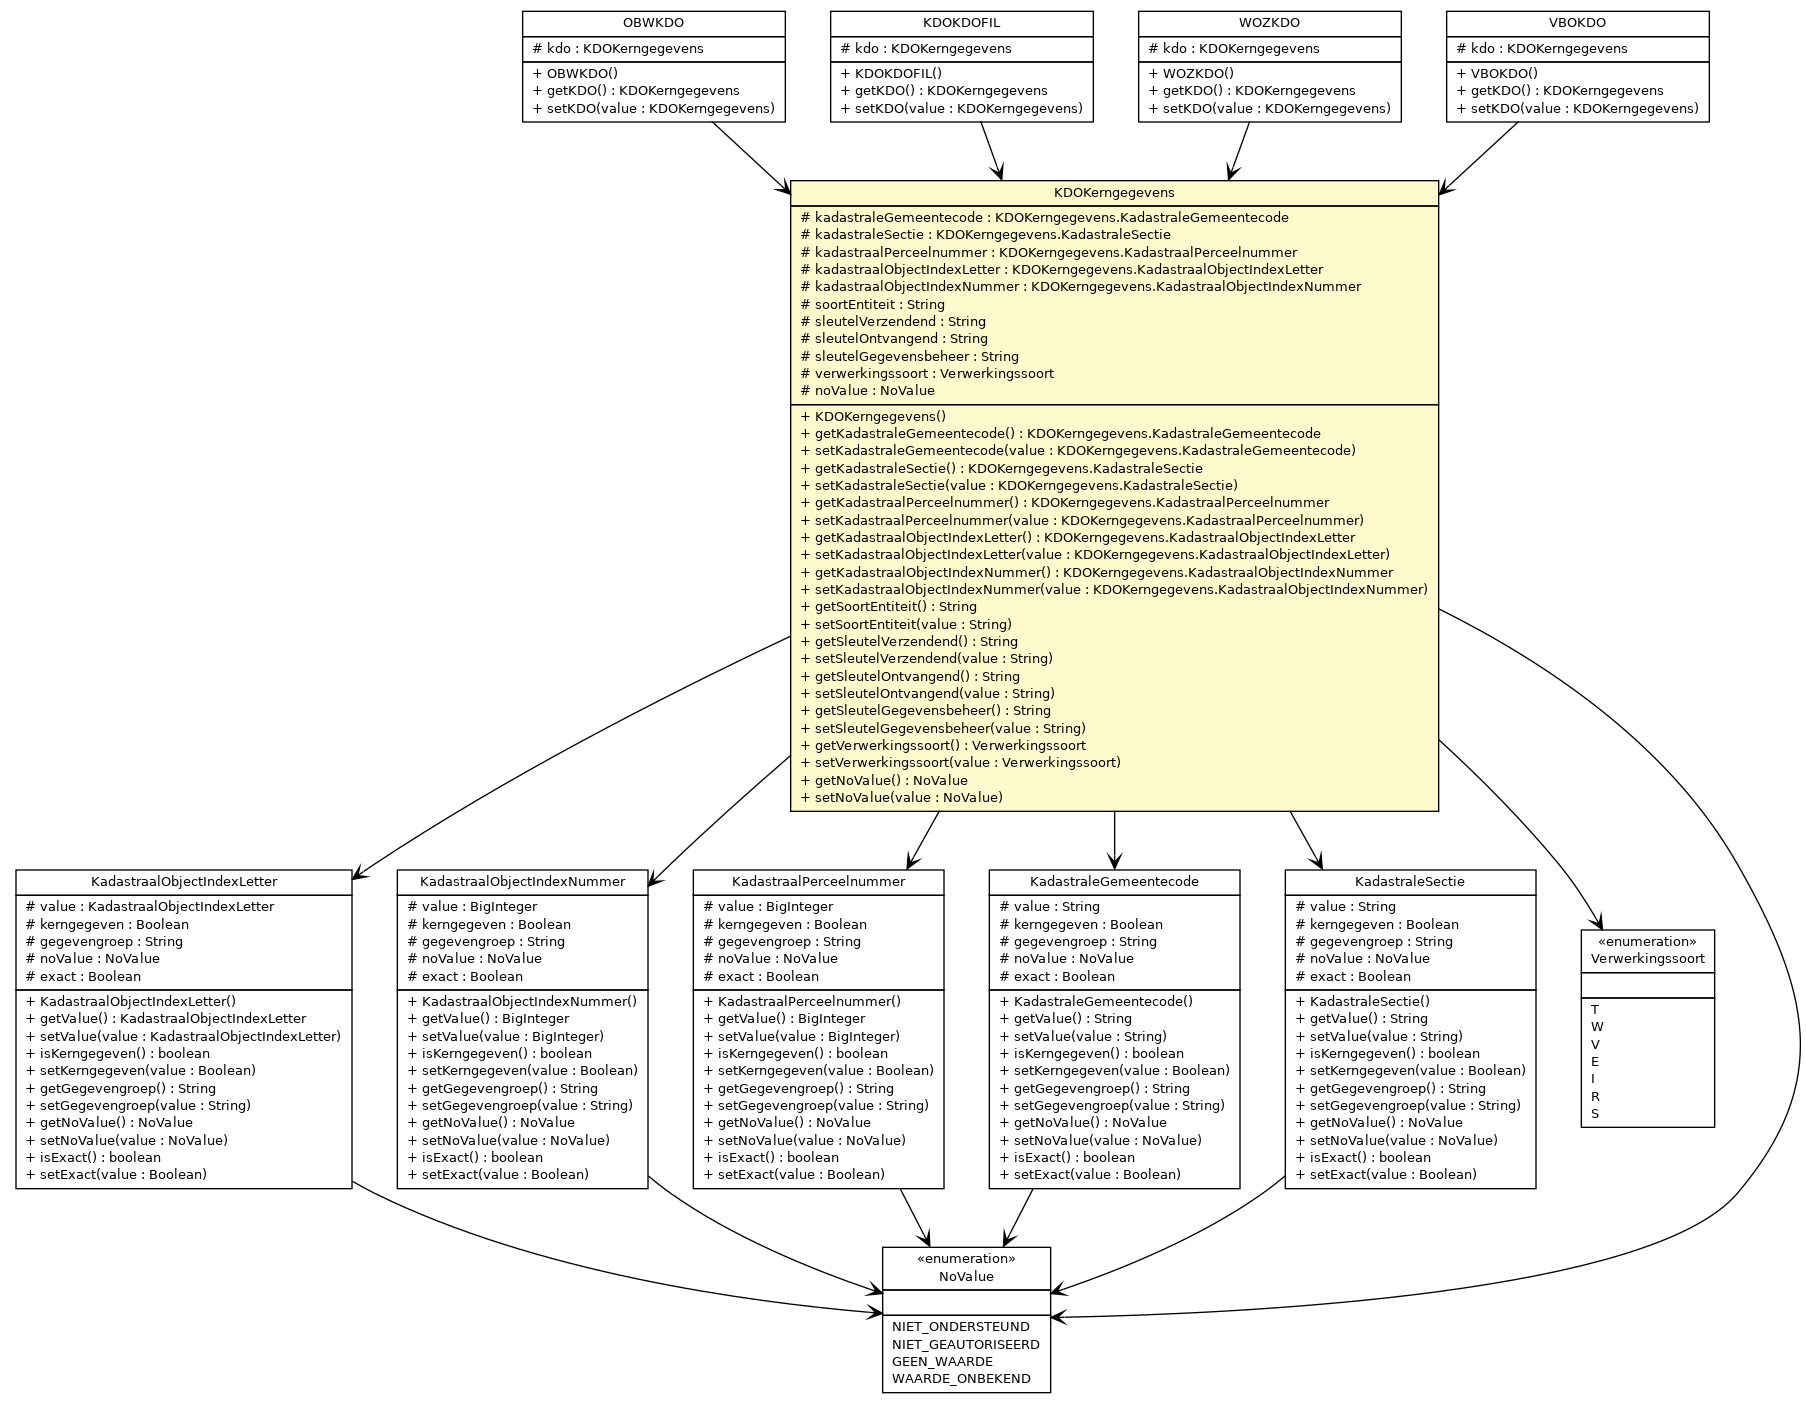 OBWKDO
# kdo : KDOKerngegevens
+ OBWKDO()
+ getKDO() : KDOKerngegevens
+ setKDO(value : KDOKerngegevens)
KDOKDOFIL
# kdo : KDOKerngegevens
+ KDOKDOFIL()
+ getKDO() : KDOKerngegevens
+ setKDO(value : KDOKerngegevens)
WOZKDO
# kdo : KDOKerngegevens
+ WOZKDO()
+ getKDO() : KDOKerngegevens
+ setKDO(value : KDOKerngegevens)
VBOKDO
# kdo : KDOKerngegevens
+ VBOKDO()
+ getKDO() : KDOKerngegevens
+ setKDO(value : KDOKerngegevens)
KDOKerngegevens
# kadastraleGemeentecode : KDOKerngegevens.KadastraleGemeentecode
# kadastraleSectie : KDOKerngegevens.KadastraleSectie
# kadastraalPerceelnummer : KDOKerngegevens.KadastraalPerceelnummer
# kadastraalObjectIndexLetter : KDOKerngegevens.KadastraalObjectIndexLetter
# kadastraalObjectIndexNummer : KDOKerngegevens.KadastraalObjectIndexNummer
# soortEntiteit : String
# sleutelVerzendend : String
# sleutelOntvangend : String
# sleutelGegevensbeheer : String
# verwerkingssoort : Verwerkingssoort
# noValue : NoValue
+ KDOKerngegevens()
+ getKadastraleGemeentecode() : KDOKerngegevens.KadastraleGemeentecode
+ setKadastraleGemeentecode(value : KDOKerngegevens.KadastraleGemeentecode)
+ getKadastraleSectie() : KDOKerngegevens.KadastraleSectie
+ setKadastraleSectie(value : KDOKerngegevens.KadastraleSectie)
+ getKadastraalPerceelnummer() : KDOKerngegevens.KadastraalPerceelnummer
+ setKadastraalPerceelnummer(value : KDOKerngegevens.KadastraalPerceelnummer)
+ getKadastraalObjectIndexLetter() : KDOKerngegevens.KadastraalObjectIndexLetter
+ setKadastraalObjectIndexLetter(value : KDOKerngegevens.KadastraalObjectIndexLetter)
+ getKadastraalObjectIndexNummer() : KDOKerngegevens.KadastraalObjectIndexNummer
+ setKadastraalObjectIndexNummer(value : KDOKerngegevens.KadastraalObjectIndexNummer)
+ getSoortEntiteit() : String
+ setSoortEntiteit(value : String)
+ getSleutelVerzendend() : String
+ setSleutelVerzendend(value : String)
+ getSleutelOntvangend() : String
+ setSleutelOntvangend(value : String)
+ getSleutelGegevensbeheer() : String
+ setSleutelGegevensbeheer(value : String)
+ getVerwerkingssoort() : Verwerkingssoort
+ setVerwerkingssoort(value : Verwerkingssoort)
+ getNoValue() : NoValue
+ setNoValue(value : NoValue)
KadastraalObjectIndexLetter
# value : KadastraalObjectIndexLetter
# kerngegeven : Boolean
# gegevengroep : String
# noValue : NoValue
# exact : Boolean
+ KadastraalObjectIndexLetter()
+ getValue() : KadastraalObjectIndexLetter
+ setValue(value : KadastraalObjectIndexLetter)
+ isKerngegeven() : boolean
+ setKerngegeven(value : Boolean)
+ getGegevengroep() : String
+ setGegevengroep(value : String)
+ getNoValue() : NoValue
+ setNoValue(value : NoValue)
+ isExact() : boolean
+ setExact(value : Boolean)
KadastraalObjectIndexNummer
# value : BigInteger
# kerngegeven : Boolean
# gegevengroep : String
# noValue : NoValue
# exact : Boolean
+ KadastraalObjectIndexNummer()
+ getValue() : BigInteger
+ setValue(value : BigInteger)
+ isKerngegeven() : boolean
+ setKerngegeven(value : Boolean)
+ getGegevengroep() : String
+ setGegevengroep(value : String)
+ getNoValue() : NoValue
+ setNoValue(value : NoValue)
+ isExact() : boolean
+ setExact(value : Boolean)
KadastraalPerceelnummer
# value : BigInteger
# kerngegeven : Boolean
# gegevengroep : String
# noValue : NoValue
# exact : Boolean
+ KadastraalPerceelnummer()
+ getValue() : BigInteger
+ setValue(value : BigInteger)
+ isKerngegeven() : boolean
+ setKerngegeven(value : Boolean)
+ getGegevengroep() : String
+ setGegevengroep(value : String)
+ getNoValue() : NoValue
+ setNoValue(value : NoValue)
+ isExact() : boolean
+ setExact(value : Boolean)
KadastraleGemeentecode
# value : String
# kerngegeven : Boolean
# gegevengroep : String
# noValue : NoValue
# exact : Boolean
+ KadastraleGemeentecode()
+ getValue() : String
+ setValue(value : String)
+ isKerngegeven() : boolean
+ setKerngegeven(value : Boolean)
+ getGegevengroep() : String
+ setGegevengroep(value : String)
+ getNoValue() : NoValue
+ setNoValue(value : NoValue)
+ isExact() : boolean
+ setExact(value : Boolean)
KadastraleSectie
# value : String
# kerngegeven : Boolean
# gegevengroep : String
# noValue : NoValue
# exact : Boolean
+ KadastraleSectie()
+ getValue() : String
+ setValue(value : String)
+ isKerngegeven() : boolean
+ setKerngegeven(value : Boolean)
+ getGegevengroep() : String
+ setGegevengroep(value : String)
+ getNoValue() : NoValue
+ setNoValue(value : NoValue)
+ isExact() : boolean
+ setExact(value : Boolean)
«enumeration»
Verwerkingssoort
T
W
V
E
I
R
S
«enumeration»
NoValue
NIET_ONDERSTEUND
NIET_GEAUTORISEERD
GEEN_WAARDE
WAARDE_ONBEKEND